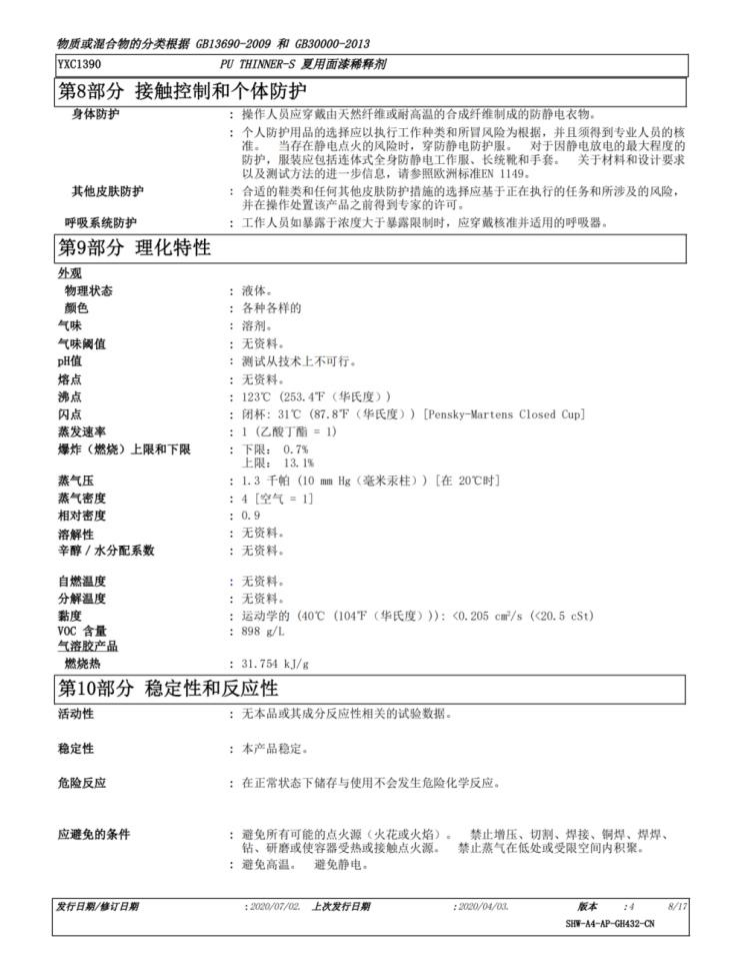 物质或混合物的分类根据 GB13690-2009 和 GB30000-2013
YXC1390 PU THINNER-S 夏用面漆稀释剂
第8部分 接触控制和个体防护
身体防护 : 操作人员应穿戴由天然纤维或耐高温的合成纤维制成的防静电衣物。
: 个人防护用品的选择应以执行工作种类和所冒风险为根据，并且须得到专业人员的核
准。 当存在静电点火的风险时，穿防静电防护服。 对于因静电放电的最大程度的
防护，服装应包括连体式全身防静电工作服、长统靴和手套。 关于材料和设计要求
以及测试方法的进一步信息，请参照欧洲标准EN 1149。
其他皮肤防护 : 合适的鞋类和任何其他皮肤防护措施的选择应基于正在执行的任务和所涉及的风险，
并在操作处置该产品之前得到专家的许可。
呼吸系统防护 : 工作人员如暴露于浓度大于暴露限制时，应穿戴核准并适用的呼吸器。
第9部分 理化特性
外观
物理状态 : 液体。
颜色 : 各种各样的
气味 : 溶剂。
气味阈值 : 无资料。
pH值 : 测试从技术上不可行。
熔点 : 无资料。
沸点 : 123℃ (253.4℉（华氏度）)
闪点 : 闭杯: 31℃ (87.8℉（华氏度）) [Pensky-Martens Closed Cup]
蒸发速率 : 1 (乙酸丁酯 = 1)
爆炸（燃烧）上限和下限 : 下限: 0.7%
上限: 13.1%
蒸气压 : 1.3 千帕 (10 mm Hg（毫米汞柱）) [在 20℃时]
蒸气密度 : 4 [空气 = 1]
相对密度 : 0.9
溶解性 : 无资料。
辛醇／水分配系数 : 无资料。
自燃温度 : 无资料。
分解温度 : 无资料。
黏度 : 运动学的 (40℃ (104℉（华氏度）)): <0.205 cm²/s (<20.5 cSt)
VOC 含量 : 898 g/L
气溶胶产品
燃烧热 : 31.754 kJ/g
第10部分 稳定性和反应性
活动性 : 无本品或其成分反应性相关的试验数据。
稳定性 : 本产品稳定。
危险反应 : 在正常状态下储存与使用不会发生危险化学反应。
应避免的条件 : 避免所有可能的点火源（火花或火焰）。 禁止增压、切割、焊接、铜焊、焊焊、
钻、研磨或使容器受热或接触点火源。 禁止蒸气在低处或受限空间内积聚。
: 避免高温。 避免静电。
发行日期/修订日期 :2020/07/02. 上次发行日期 :2020/04/03. 版本 :4 8/17
SHW-A4-AP-GH432-CN